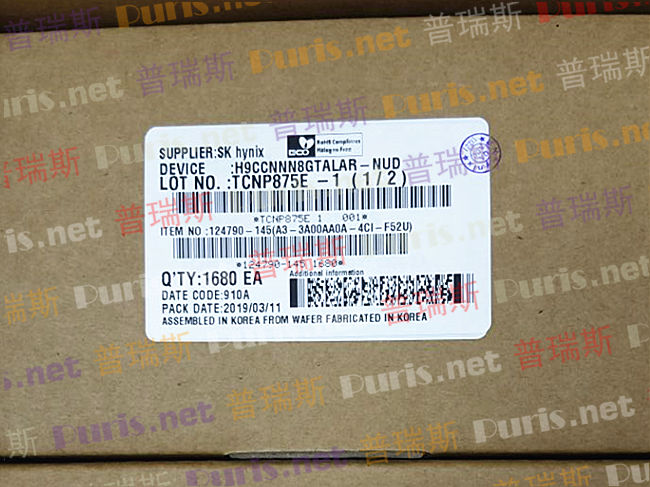 SUPPLIER:SK hynix
RoHS Compliance
Halogen Free
DEVICE :H9CCNNN8GTALAR-NUD
LOT NO. :TCNP875E -1 (1/2)
*TCNP875E 1 001*
ITEM NO :124790-145(A3-3A00AA0A-4CI-F52U)
*124790-145 1680*
Q'TY:1680 EA
Additional information
DATE CODE:910A
PACK DATE:2019/03/11
ASSEMBLED IN KOREA FROM WAFER FABRICATED IN KOREA
普瑞斯 Puris.net